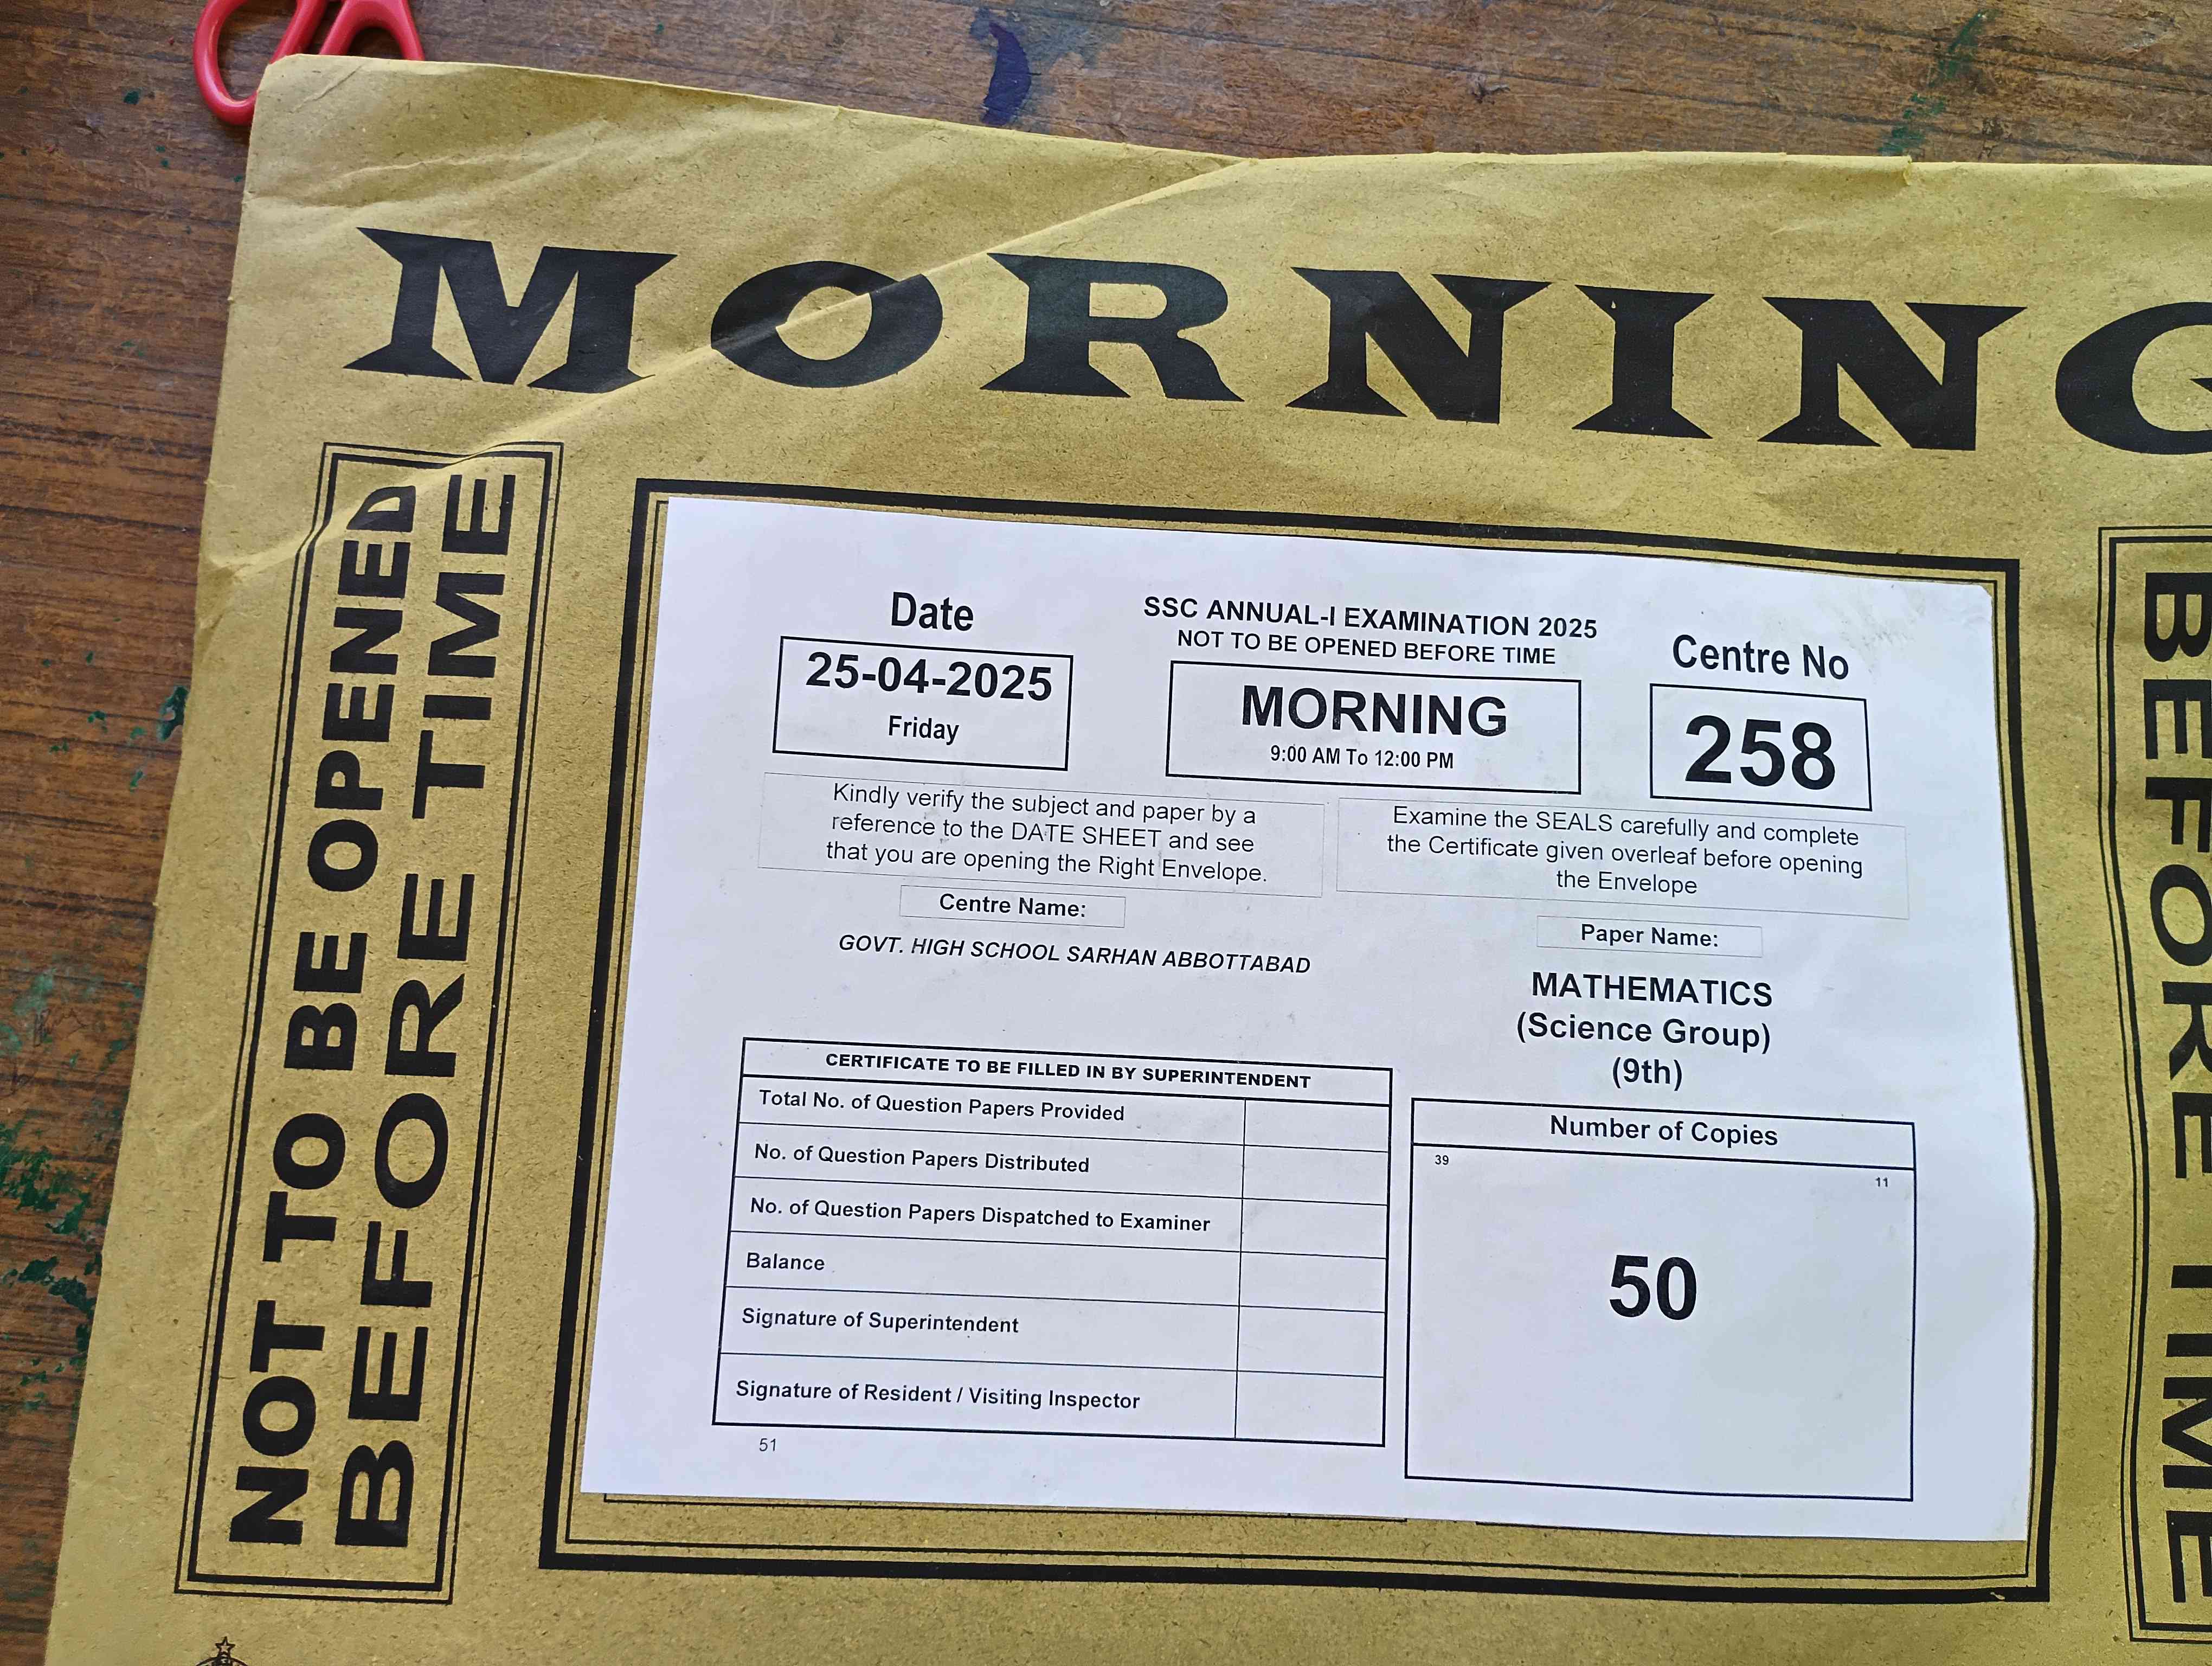 MORNING
NOT TO BE OPENED
BEFORE TIME
Date
25-04-2025
Friday
SSC ANNUAL-I EXAMINATION 2025
NOT TO BE OPENED BEFORE TIME
MORNING
9:00 AM To 12:00 PM
Centre No
258
Kindly verify the subject and paper by a
reference to the DATE SHEET and see
that you are opening the Right Envelope.
Examine the SEALS carefully and complete
the Certificate given overleaf before opening
the Envelope
Centre Name:
GOVT. HIGH SCHOOL SARHAN ABBOTTABAD
Paper Name:
MATHEMATICS
(Science Group)
(9th)
CERTIFICATE TO BE FILLED IN BY SUPERINTENDENT
Total No. of Question Papers Provided
No. of Question Papers Distributed
No. of Question Papers Dispatched to Examiner
Balance
Signature of Superintendent
Signature of Resident / Visiting Inspector
51
Number of Copies
39
11
50
BEFORE TIME